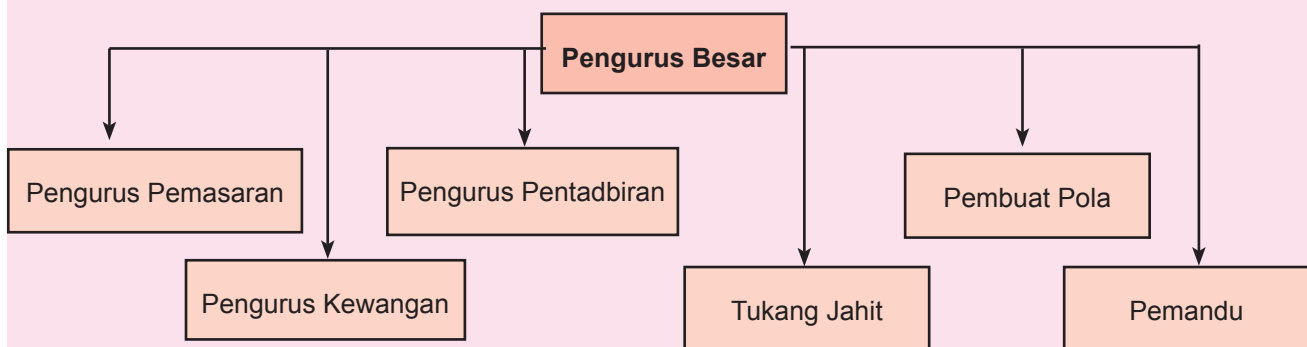 Pengurus Besar
Pengurus Pemasaran
Pengurus Pentadbiran
Pembuat Pola
Pengurus Kewangan
Tukang Jahit
Pemandu